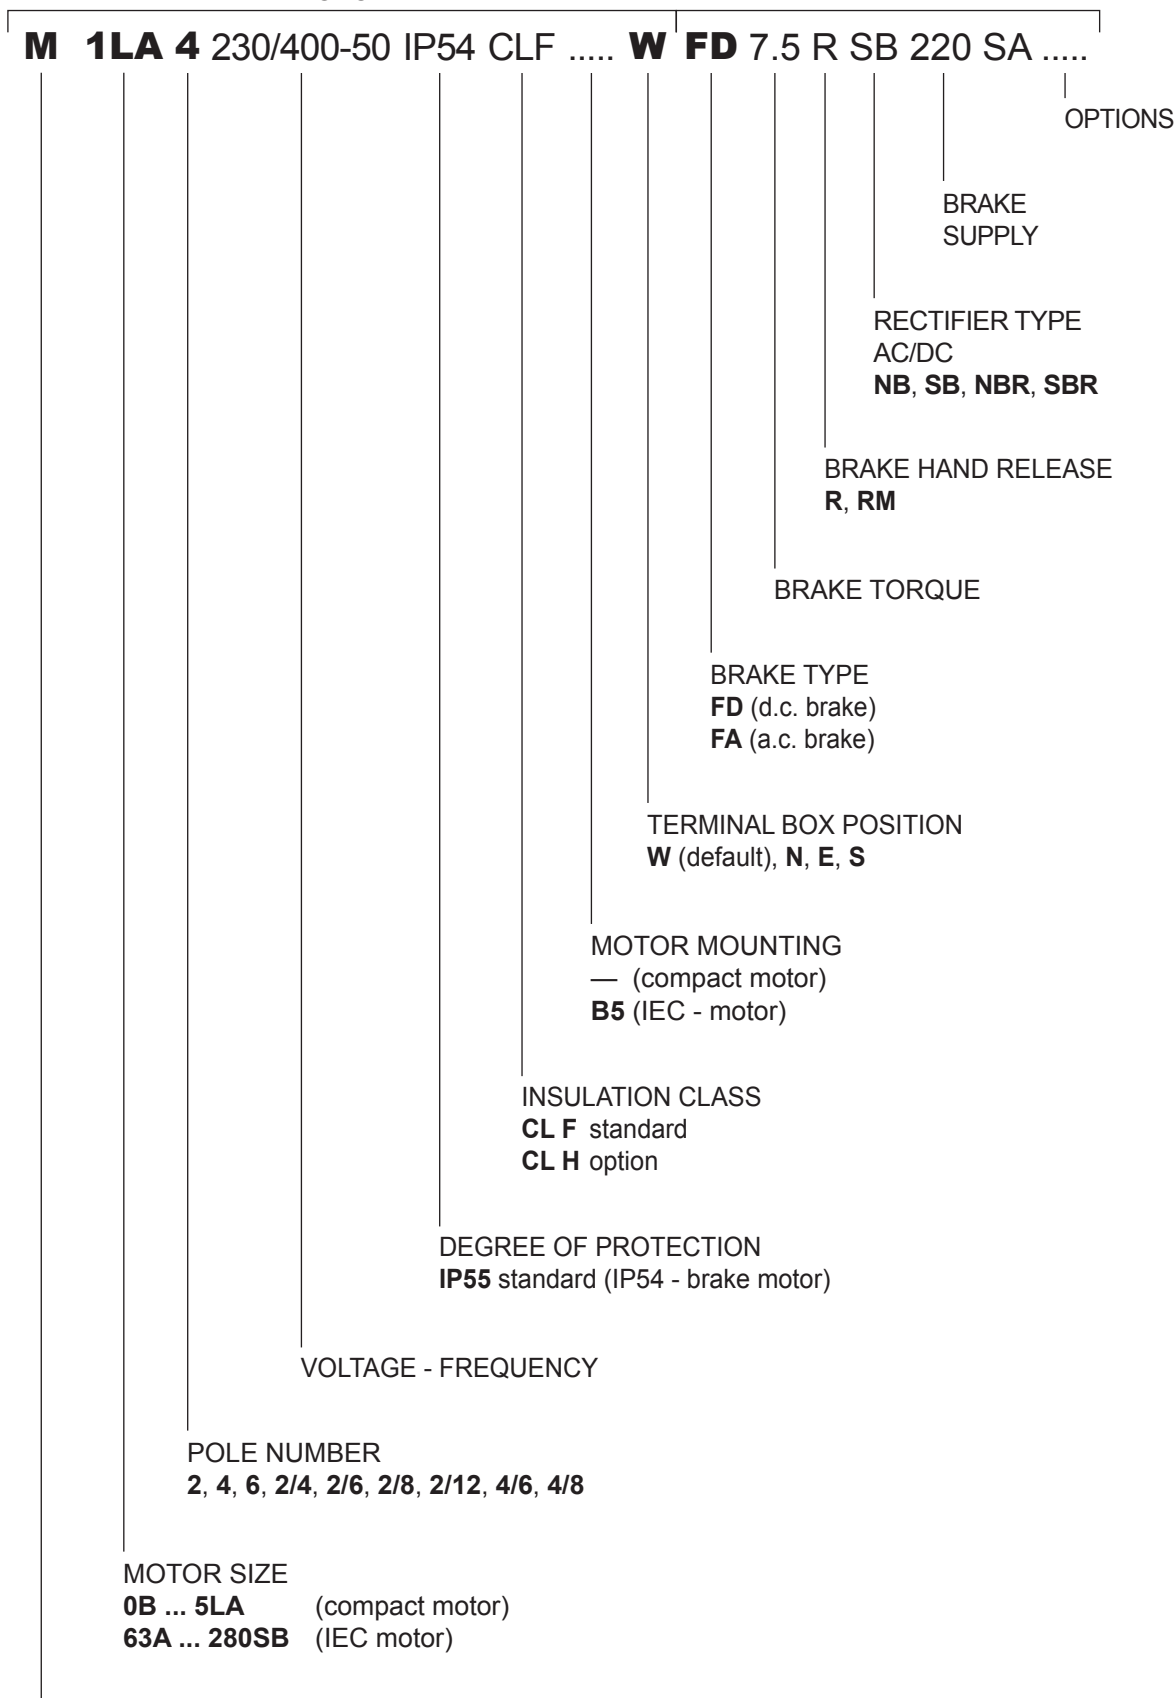 M 1LA 4 230/400-50 IP54 CLF ..... W FD 7.5 R SB 220 SA .....
OPTIONS
BRAKE
SUPPLY
RECTIFIER TYPE
AC/DC
NB, SB, NBR, SBR
BRAKE HAND RELEASE
R, RM
BRAKE TORQUE
BRAKE TYPE
FD (d.c. brake)
FA (a.c. brake)
TERMINAL BOX POSITION
W (default), N, E, S
MOTOR MOUNTING
— (compact motor)
B5 (IEC - motor)
INSULATION CLASS
CL F standard
CL H option
DEGREE OF PROTECTION
IP55 standard (IP54 - brake motor)
VOLTAGE - FREQUENCY
POLE NUMBER
2, 4, 6, 2/4, 2/6, 2/8, 2/12, 4/6, 4/8
MOTOR SIZE
0B ... 5LA (compact motor)
63A ... 280SB (IEC motor)